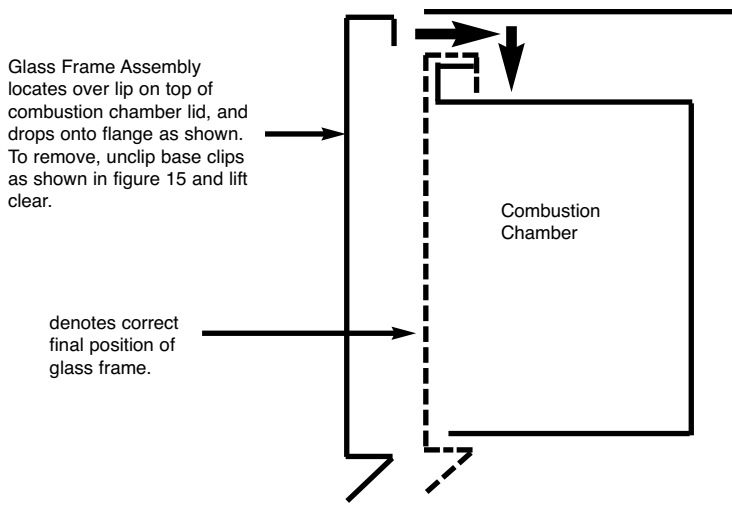 Glass Frame Assembly
locates over lip on top of
combustion chamber lid, and
drops onto flange as shown.
To remove, unclip base clips
as shown in figure 15 and lift
clear.
Combustion
Chamber
denotes correct
final position of
glass frame.